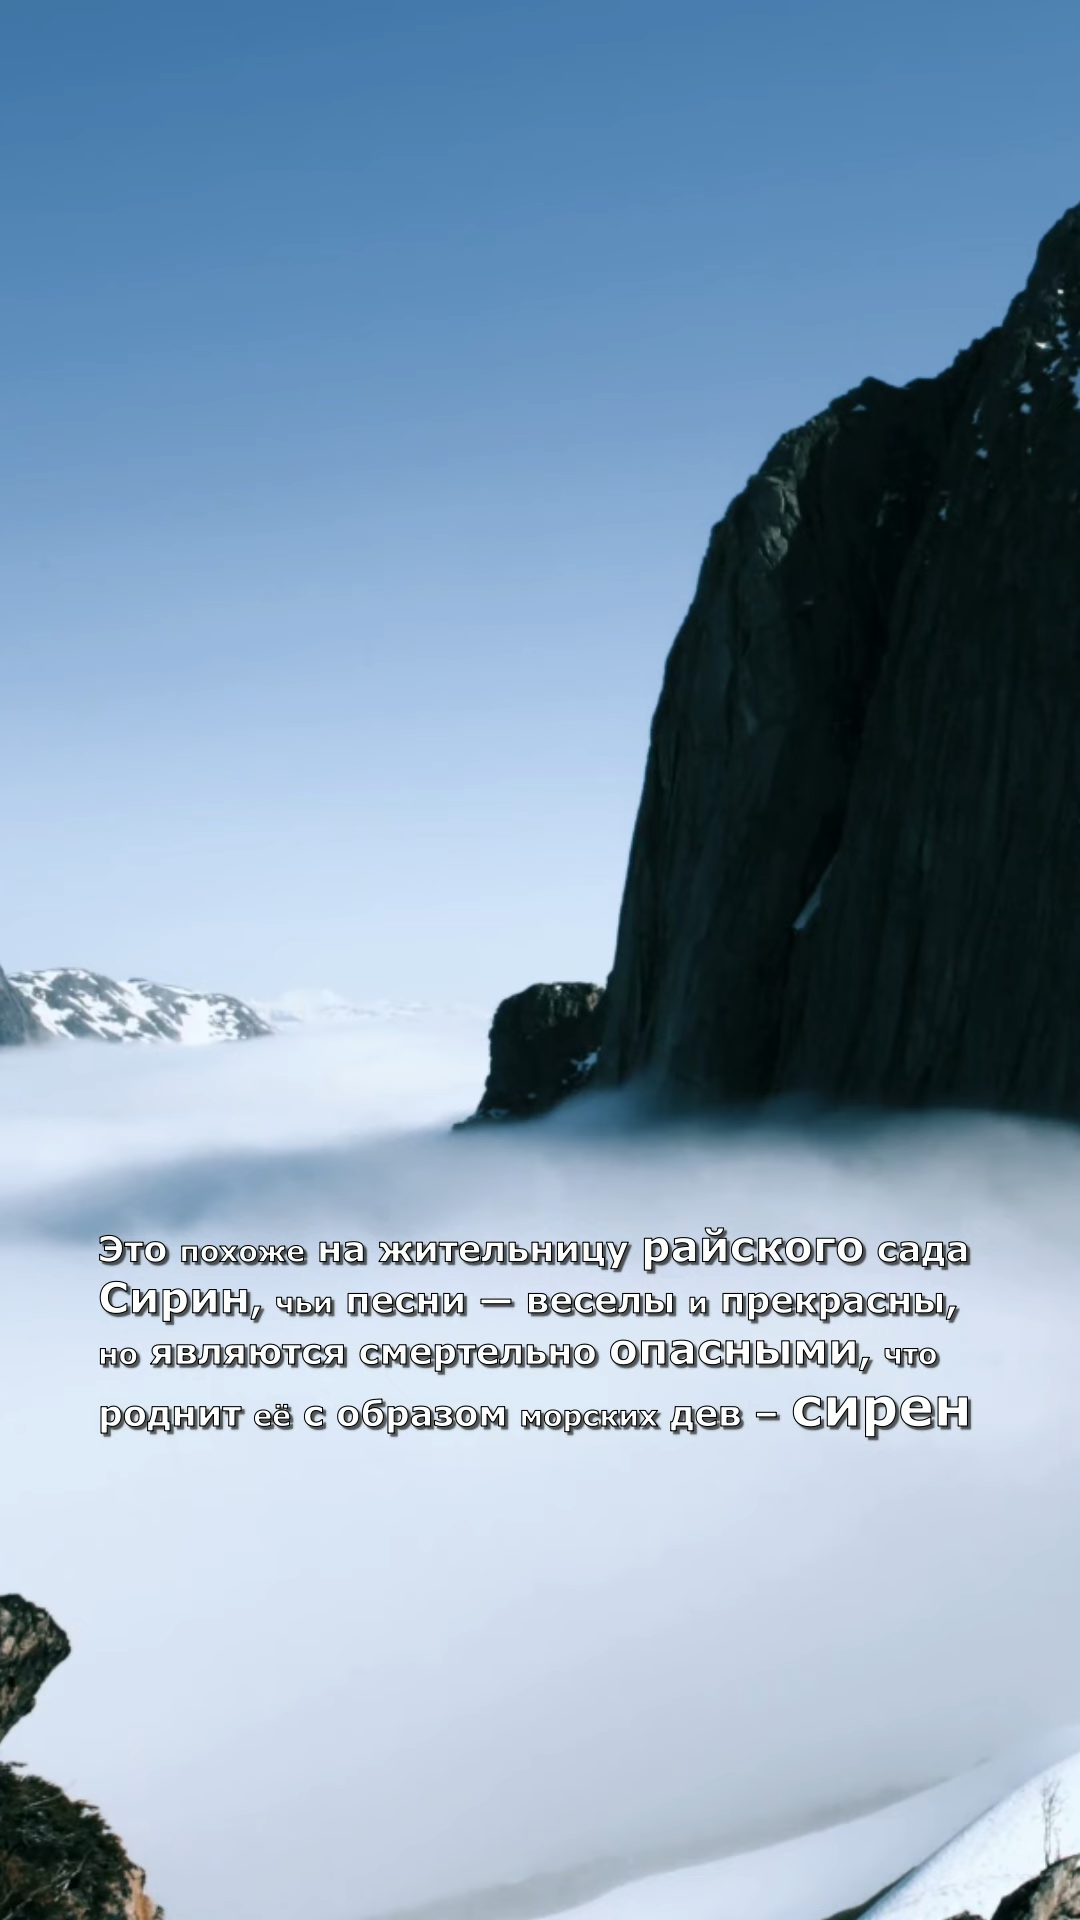 Это похоже на жительницу райского сада
Сирин, чьи песни — веселы и прекрасны,
но являются смертельно опасными, что
роднит её с образом морских дев – сирен